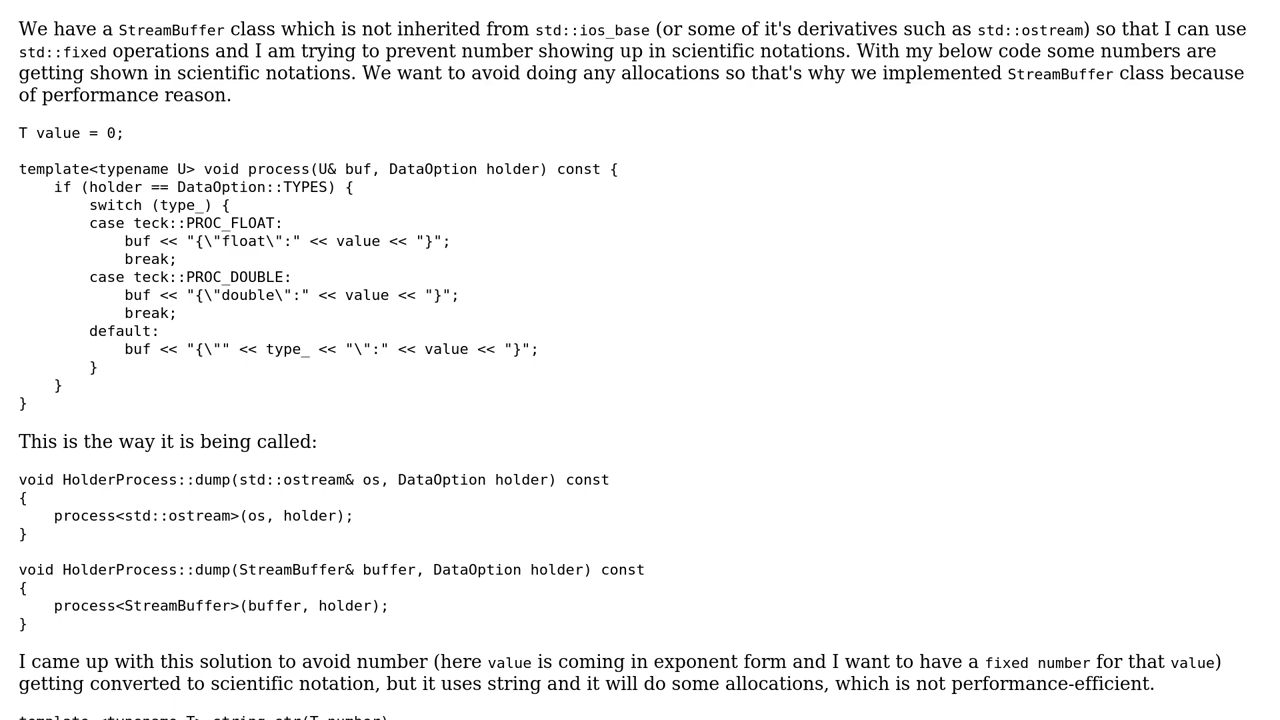 We have a StreamBuffer class which is not inherited from std::ios_base (or some of it's derivatives such as std::ostream) so that I can use
std::fixed operations and I am trying to prevent number showing up in scientific notations. With my below code some numbers are
getting shown in scientific notations. We want to avoid doing any allocations so that's why we implemented StreamBuffer class because
of performance reason.
T value = 0;
template<typename U> void process(U& buf, DataOption holder) const {
    if (holder == DataOption::TYPES) {
        switch (type_) {
        case teck::PROC_FLOAT:
            buf << "{\"float\":" << value << "}";
            break;
        case teck::PROC_DOUBLE:
            buf << "{\"double\":" << value << "}";
            break;
        default:
            buf << "{\"" << type_ << "\":" << value << "}";
        }
    }
}
This is the way it is being called:
void HolderProcess::dump(std::ostream& os, DataOption holder) const
{
    process<std::ostream>(os, holder);
}
void HolderProcess::dump(StreamBuffer& buffer, DataOption holder) const
{
    process<StreamBuffer>(buffer, holder);
}
I came up with this solution to avoid number (here value is coming in exponent form and I want to have a fixed number for that value)
getting converted to scientific notation, but it uses string and it will do some allocations, which is not performance-efficient.
template <typename T> string str(T number)